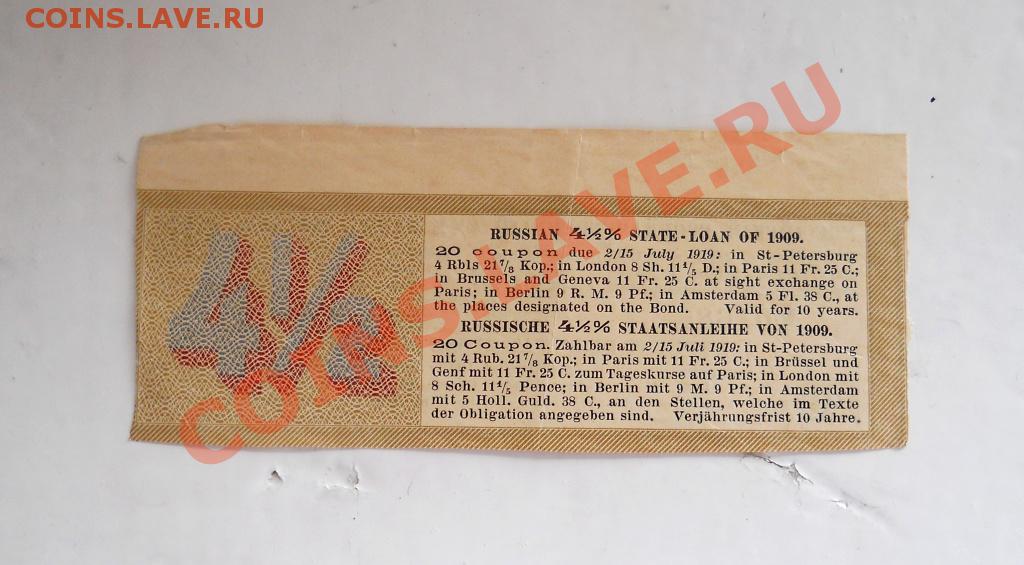 COINS.LAVE.RU
4½
RUSSIAN 4½% STATE-LOAN OF 1909.
20 coupon due 2/15 July 1919: in St-Petersburg
4 Rbls 21⅞ Kop.; in London 8 Sh. 11⅘ D.; in Paris 11 Fr. 25 C.;
in Brussels and Geneva 11 Fr. 25 C. at sight exchange on
Paris; in Berlin 9 R. M. 9 Pf.; in Amsterdam 5 Fl. 38 C., at
the places designated on the Bond. Valid for 10 years.
RUSSISCHE 4½% STAATSANLEIHE VON 1909.
20 Coupon. Zahlbar am 2/15 Juli 1919: in St-Petersburg
mit 4 Rub. 21⅞ Kop.; in Paris mit 11 Fr. 25 C.; in Brüssel und
Genf mit 11 Fr. 25 C. zum Tageskurse auf Paris; in London mit
8 Sch. 11⅘ Pence; in Berlin mit 9 M. 9 Pf.; in Amsterdam
mit 5 Holl. Guld. 38 C., an den Stellen, welche im Texte
der Obligation angegeben sind. Verjährungsfrist 10 Jahre.
COINS.LAVE.RU